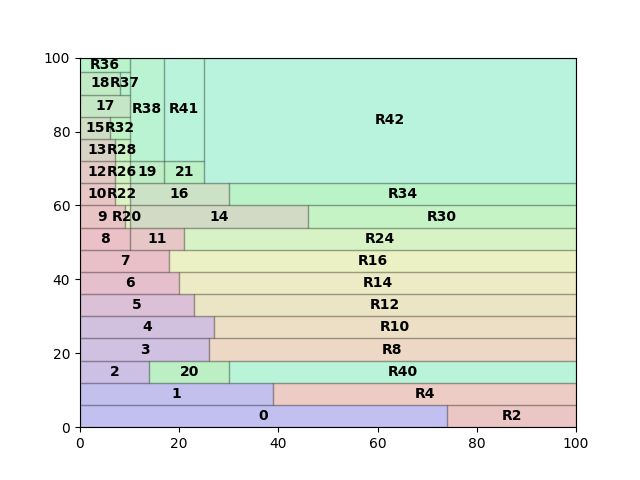 100
80
60
40
20
0
R36
18 R37
17
R38 R41
R42
15 R32
13 R28
12 R26 19 21
10 R22 16 R34
9 R20 14 R30
8 11 R24
7 R16
6 R14
5 R12
4 R10
3 R8
2 20 R40
1 R4
0 R2
0 20 40 60 80 100